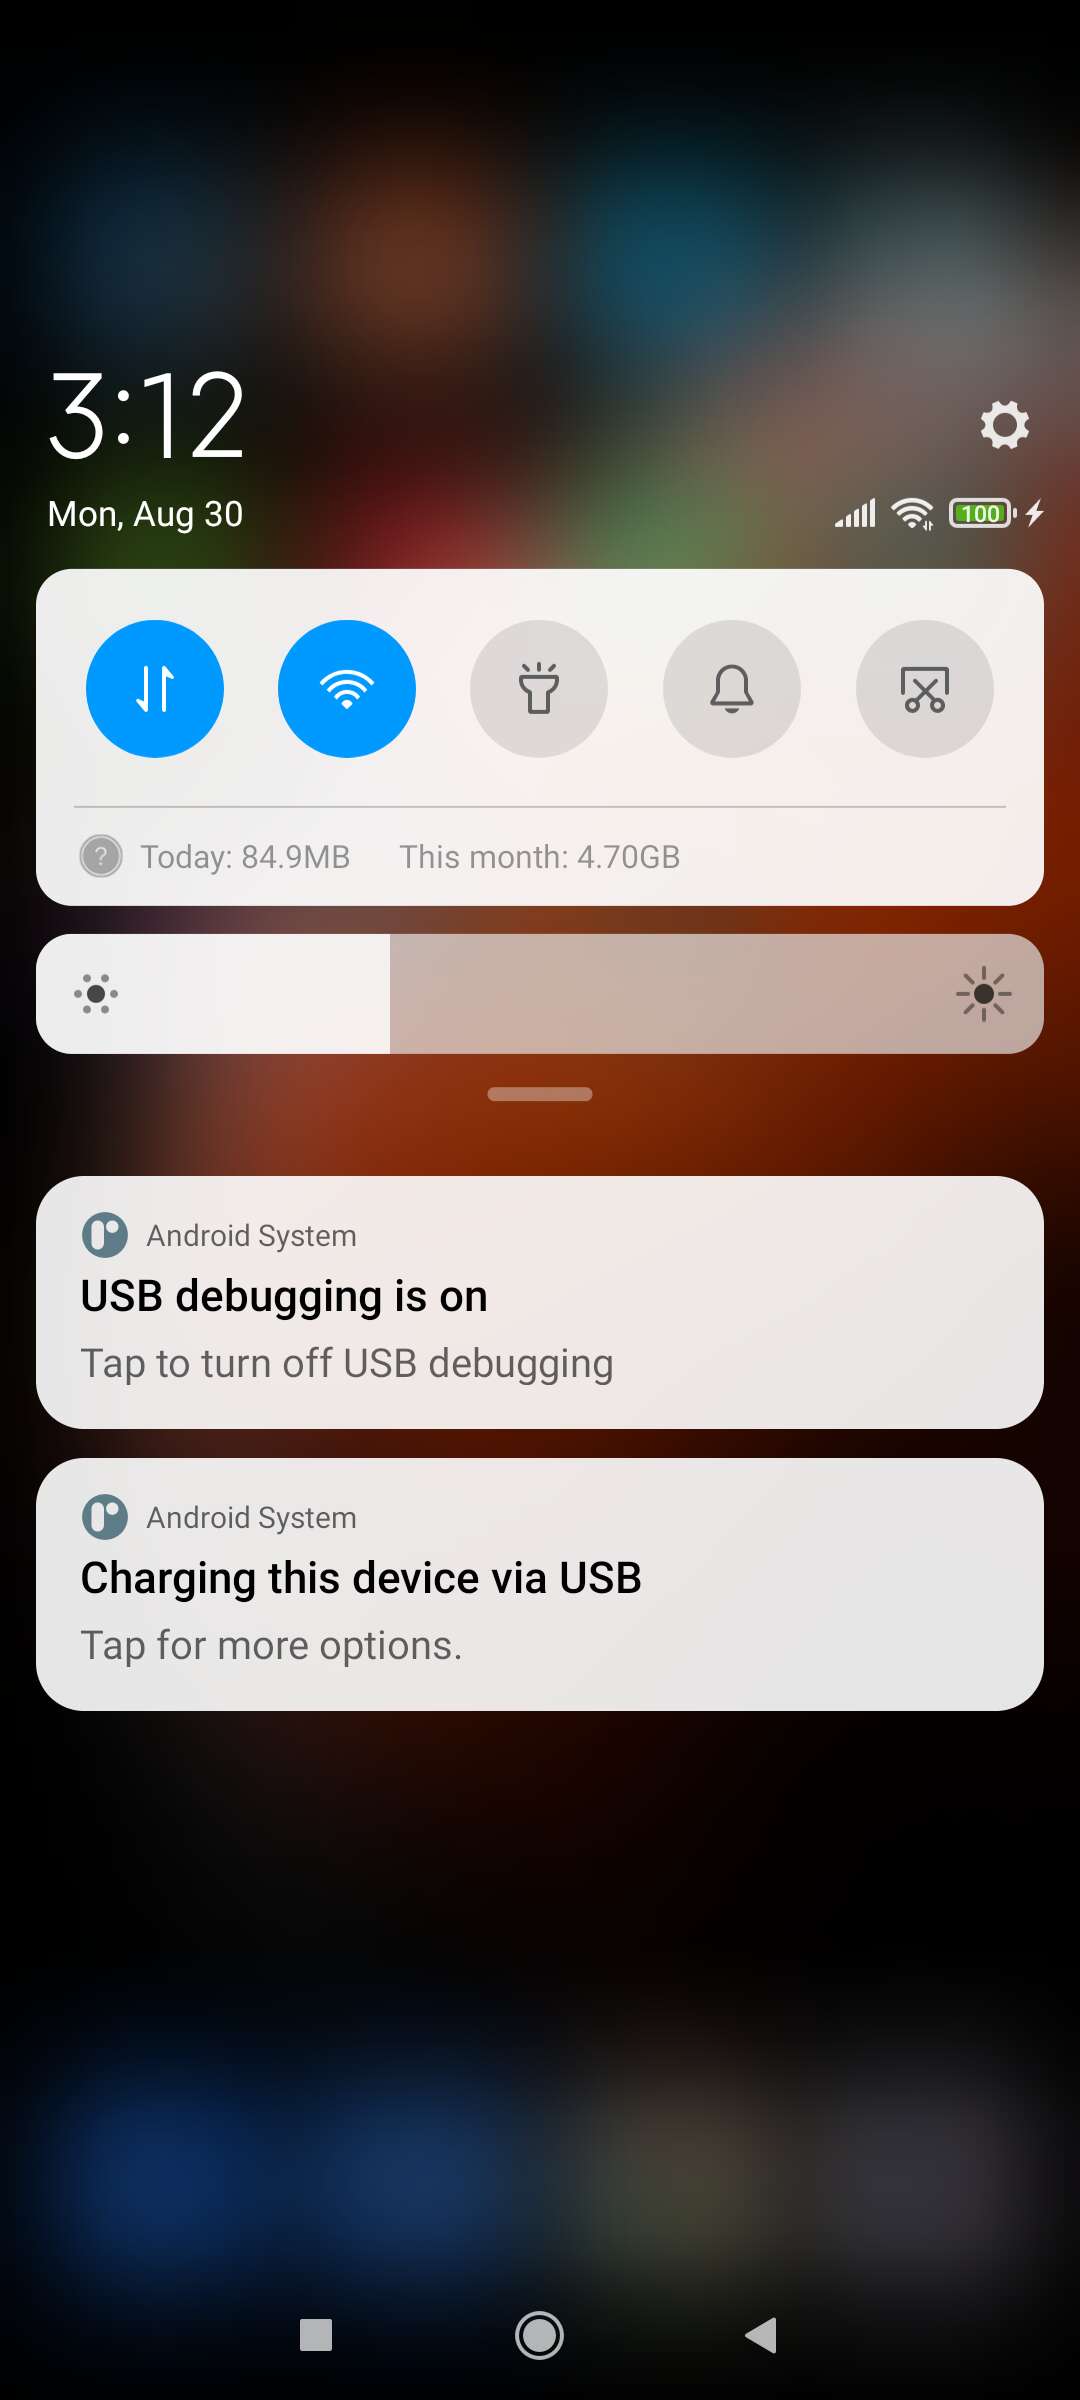 3:12
Mon, Aug 30
100
Today: 84.9MB This month: 4.70GB
Android System
USB debugging is on
Tap to turn off USB debugging
Android System
Charging this device via USB
Tap for more options.